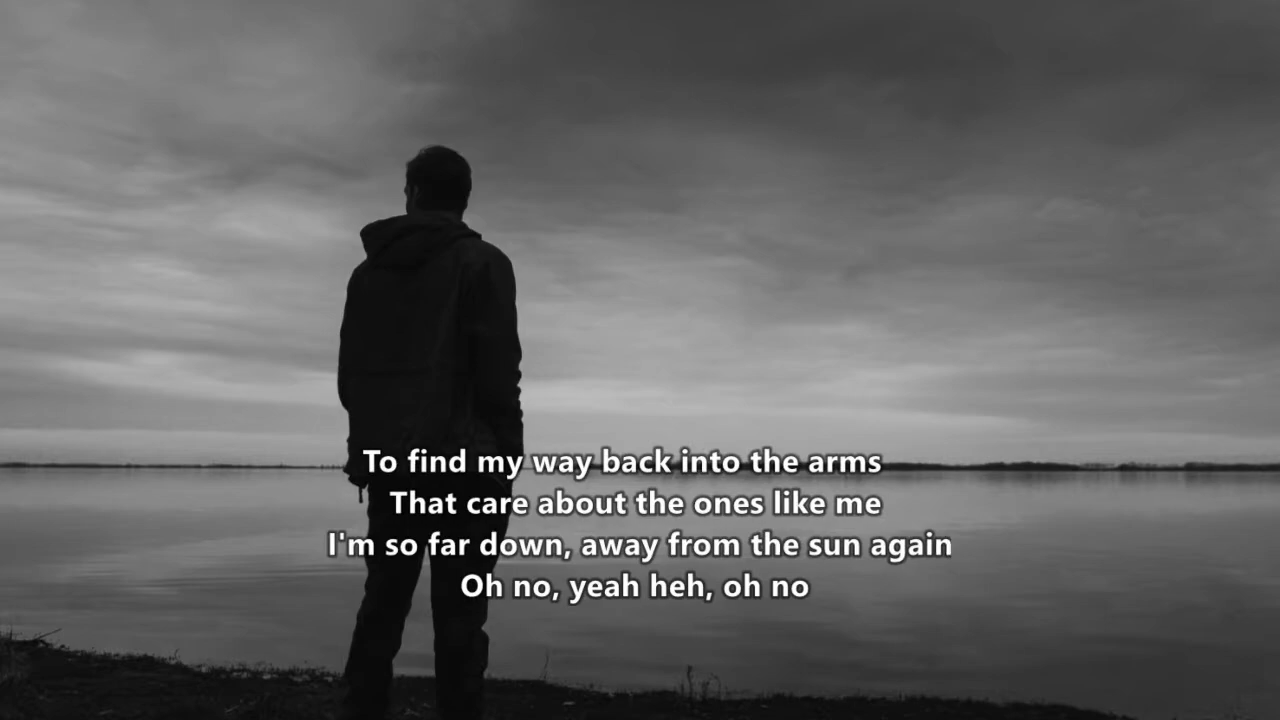 To find my way back into the arms
That care about the ones like me
I'm so far down, away from the sun again
Oh no, yeah heh, oh no